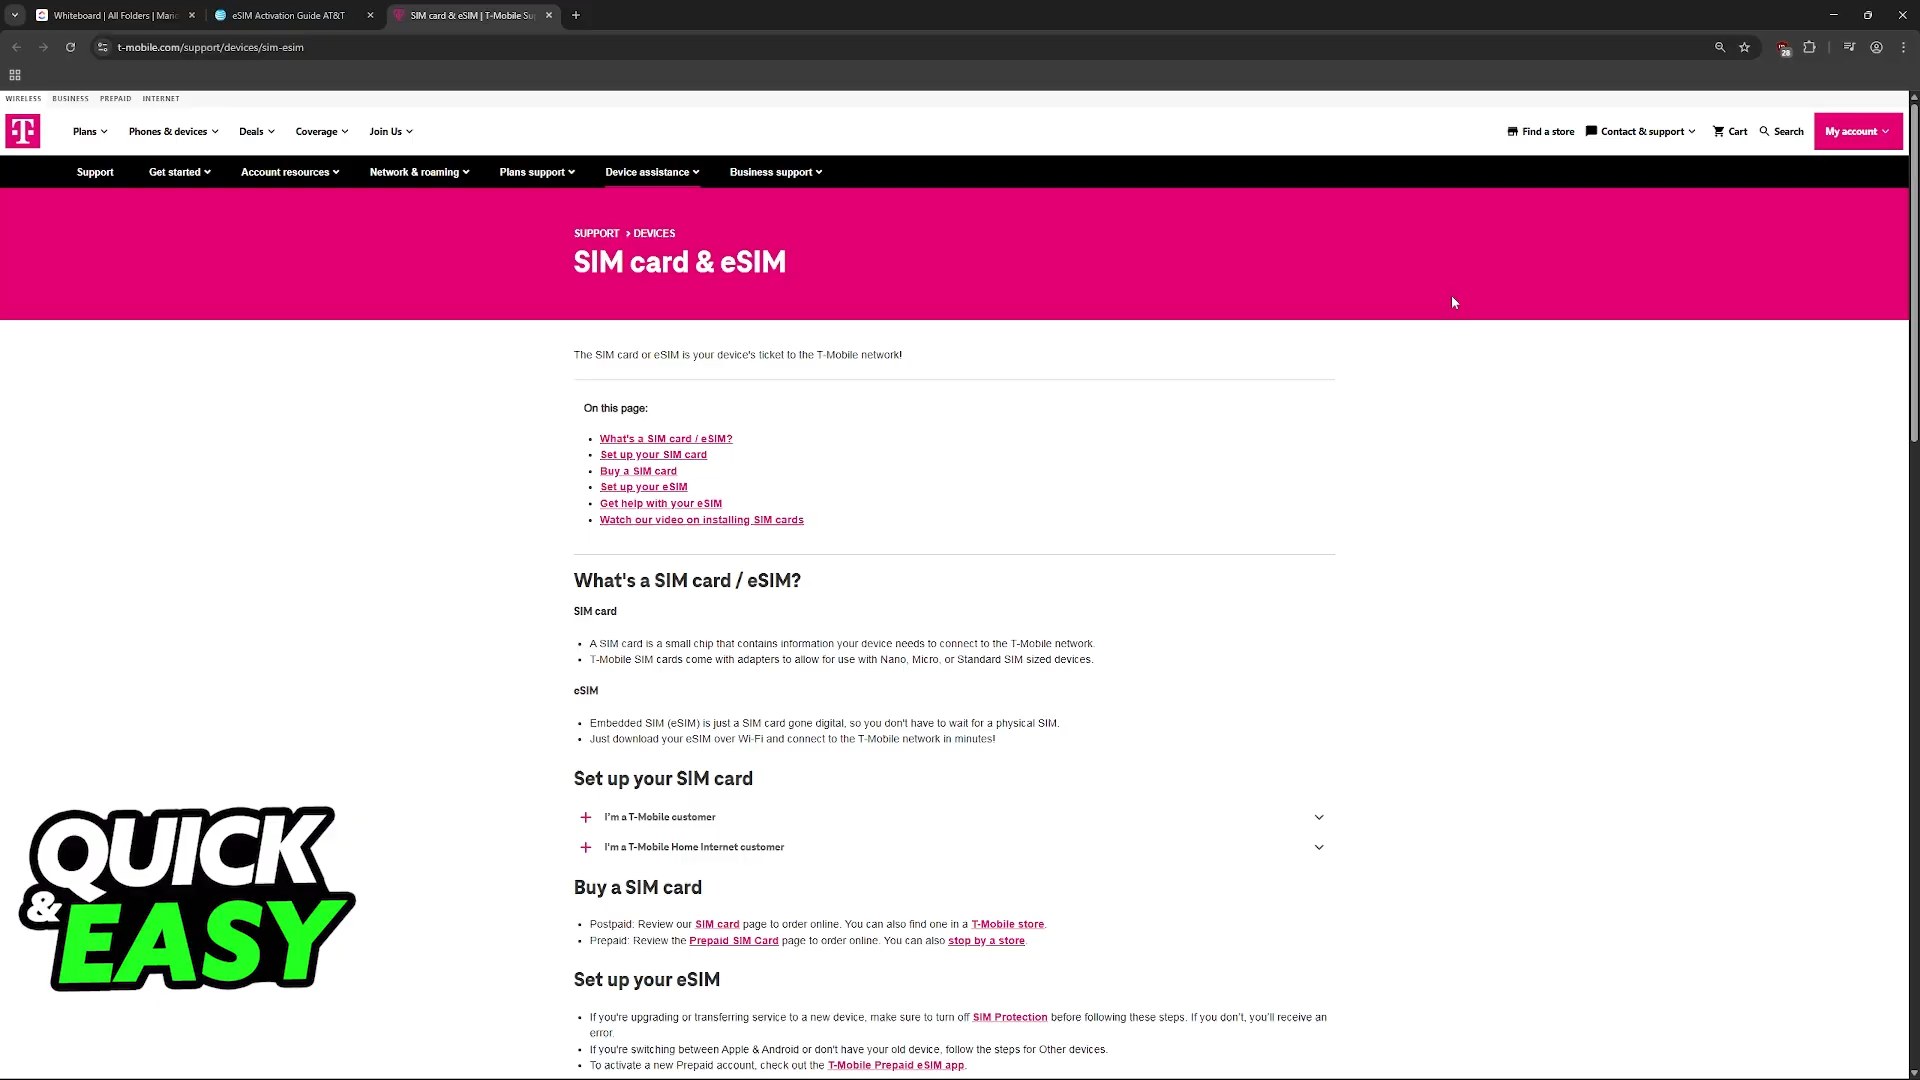 Whiteboard | All Folders | Mario
eSIM Activation Guide AT&T
SIM card & eSIM | T-Mobile Su
t-mobile.com/support/devices/sim-esim
28
WIRELESS BUSINESS PREPAID INTERNET
T
Plans Phones & devices Deals Coverage Join Us
Find a store Contact & support Cart Search My account
Support Get started Account resources Network & roaming Plans support Device assistance Business support
SUPPORT > DEVICES
SIM card & eSIM
The SIM card or eSIM is your device's ticket to the T-Mobile network!
On this page:
• What's a SIM card / eSIM?
• Set up your SIM card
• Buy a SIM card
• Set up your eSIM
• Get help with your eSIM
• Watch our video on installing SIM cards
What's a SIM card / eSIM?
SIM card
• A SIM card is a small chip that contains information your device needs to connect to the T-Mobile network.
• T-Mobile SIM cards come with adapters to allow for use with Nano, Micro, or Standard SIM sized devices.
eSIM
• Embedded SIM (eSIM) is just a SIM card gone digital, so you don't have to wait for a physical SIM.
• Just download your eSIM over Wi-Fi and connect to the T-Mobile network in minutes!
Set up your SIM card
I'm a T-Mobile customer
I'm a T-Mobile Home Internet customer
Buy a SIM card
• Postpaid: Review our SIM card page to order online. You can also find one in a T-Mobile store.
• Prepaid: Review the Prepaid SIM Card page to order online. You can also stop by a store.
Set up your eSIM
• If you're upgrading or transferring service to a new device, make sure to turn off SIM Protection before following these steps. If you don't, you'll receive an
error.
• If you're switching between Apple & Android or don't have your old device, follow the steps for Other devices.
• To activate a new Prepaid account, check out the T-Mobile Prepaid eSIM app.
QUICK
& EASY